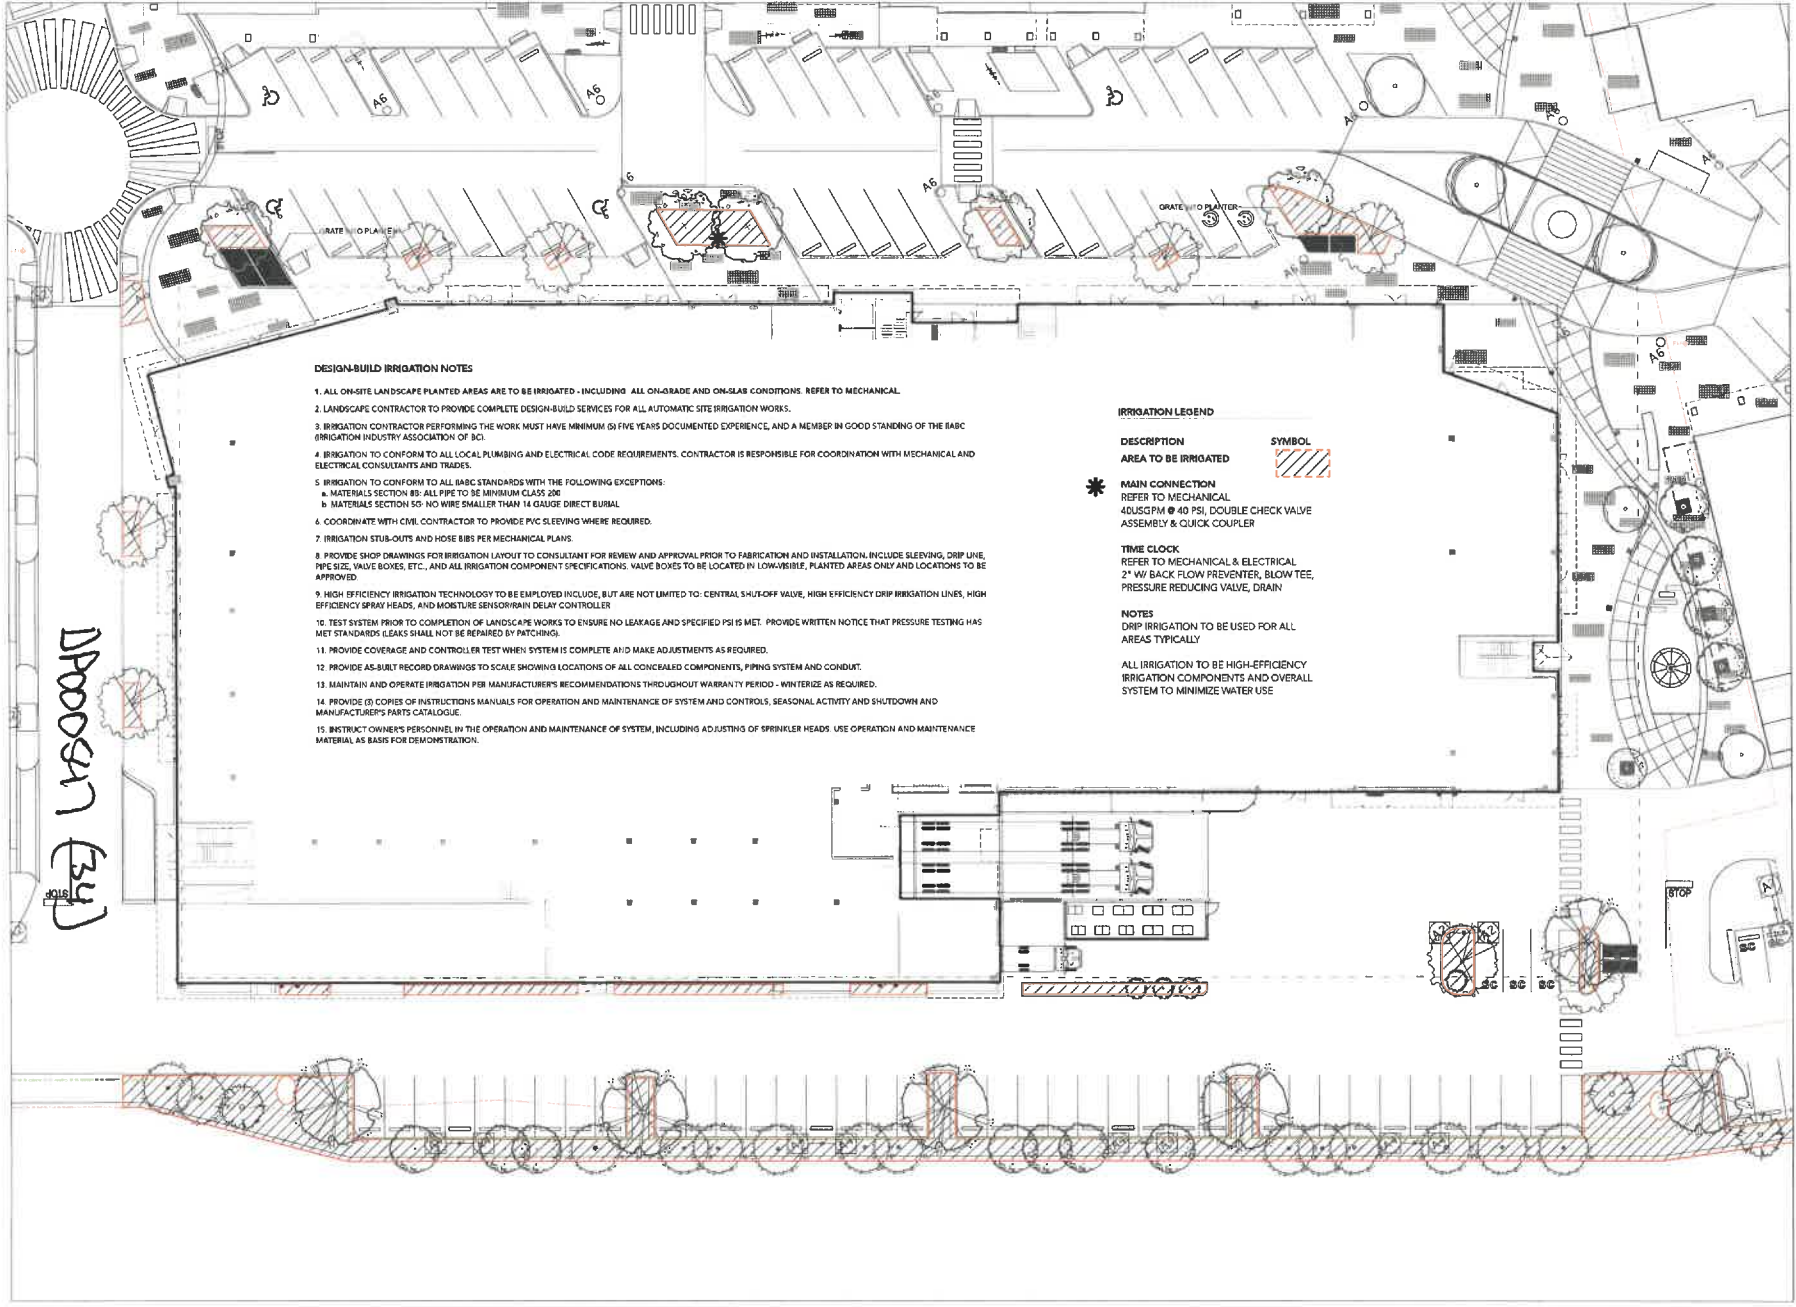 A6
A6
A6
A6
A6
A6
A6
A6
A6
A6
GRATE INTO PLANTER
DESIGN-BUILD IRRIGATION NOTES
1. ALL ON-SITE LANDSCAPE PLANTED AREAS ARE TO BE IRRIGATED - INCLUDING ALL ON-GRADE AND ON-SLAB CONDITIONS. REFER TO MECHANICAL.
2. LANDSCAPE CONTRACTOR TO PROVIDE COMPLETE DESIGN-BUILD SERVICES FOR ALL AUTOMATIC SITE IRRIGATION WORKS.
3. IRRIGATION CONTRACTOR PERFORMING THE WORK MUST HAVE MINIMUM (5) FIVE YEARS DOCUMENTED EXPERIENCE, AND A MEMBER IN GOOD STANDING OF THE IIABC
(IRRIGATION INDUSTRY ASSOCIATION OF BC).
4. IRRIGATION TO CONFORM TO ALL LOCAL PLUMBING AND ELECTRICAL CODE REQUIREMENTS. CONTRACTOR IS RESPONSIBLE FOR COORDINATION WITH MECHANICAL AND
ELECTRICAL CONSULTANTS AND TRADES.
5. IRRIGATION TO CONFORM TO ALL IIABC STANDARDS WITH THE FOLLOWING EXCEPTIONS:
a. MATERIALS SECTION 8B: ALL PIPE TO BE MINIMUM CLASS 200
b MATERIALS SECTION 5G- NO WIRE SMALLER THAN 14 GAUGE DIRECT BURIAL
6. COORDINATE WITH CIVIL CONTRACTOR TO PROVIDE PVC SLEEVING WHERE REQUIRED.
7. IRRIGATION STUB-OUTS AND HOSE BIBS PER MECHANICAL PLANS.
8. PROVIDE SHOP DRAWINGS FOR IRRIGATION LAYOUT TO CONSULTANT FOR REVIEW AND APPROVAL PRIOR TO FABRICATION AND INSTALLATION. INCLUDE SLEEVING, DRIP LINE,
PIPE SIZE, VALVE BOXES, ETC., AND ALL IRRIGATION COMPONENT SPECIFICATIONS. VALVE BOXES TO BE LOCATED IN LOW-VISIBLE, PLANTED AREAS ONLY AND LOCATIONS TO BE
APPROVED.
9. HIGH EFFICIENCY IRRIGATION TECHNOLOGY TO BE EMPLOYED INCLUDE, BUT ARE NOT LIMITED TO: CENTRAL SHUT-OFF VALVE, HIGH EFFICIENCY DRIP IRRIGATION LINES, HIGH
EFFICIENCY SPRAY HEADS, AND MOISTURE SENSOR/RAIN DELAY CONTROLLER
10. TEST SYSTEM PRIOR TO COMPLETION OF LANDSCAPE WORKS TO ENSURE NO LEAKAGE AND SPECIFIED PSI IS MET. PROVIDE WRITTEN NOTICE THAT PRESSURE TESTING HAS
MET STANDARDS (LEAKS SHALL NOT BE REPAIRED BY PATCHING).
11. PROVIDE COVERAGE AND CONTROLLER TEST WHEN SYSTEM IS COMPLETE AND MAKE ADJUSTMENTS AS REQUIRED.
12. PROVIDE AS-BUILT RECORD DRAWINGS TO SCALE SHOWING LOCATIONS OF ALL CONCEALED COMPONENTS, PIPING SYSTEM AND CONDUIT.
13. MAINTAIN AND OPERATE IRRIGATION PER MANUFACTURER'S RECOMMENDATIONS THROUGHOUT WARRANTY PERIOD - WINTERIZE AS REQUIRED.
14. PROVIDE (3) COPIES OF INSTRUCTIONS MANUALS FOR OPERATION AND MAINTENANCE OF SYSTEM AND CONTROLS, SEASONAL ACTIVITY AND SHUTDOWN AND
MANUFACTURER'S PARTS CATALOGUE.
15. INSTRUCT OWNER'S PERSONNEL IN THE OPERATION AND MAINTENANCE OF SYSTEM, INCLUDING ADJUSTING OF SPRINKLER HEADS. USE OPERATION AND MAINTENANCE
MATERIAL AS BASIS FOR DEMONSTRATION.
IRRIGATION LEGEND
DESCRIPTION SYMBOL
AREA TO BE IRRIGATED
MAIN CONNECTION
REFER TO MECHANICAL
40USGPM @ 40 PSI, DOUBLE CHECK VALVE
ASSEMBLY & QUICK COUPLER
TIME CLOCK
REFER TO MECHANICAL & ELECTRICAL
2" W/ BACK FLOW PREVENTER, BLOW TEE,
PRESSURE REDUCING VALVE, DRAIN
NOTES
DRIP IRRIGATION TO BE USED FOR ALL
AREAS TYPICALLY
ALL IRRIGATION TO BE HIGH-EFFICIENCY
IRRIGATION COMPONENTS AND OVERALL
SYSTEM TO MINIMIZE WATER USE
STOP
STOP
SC
SC SC SC